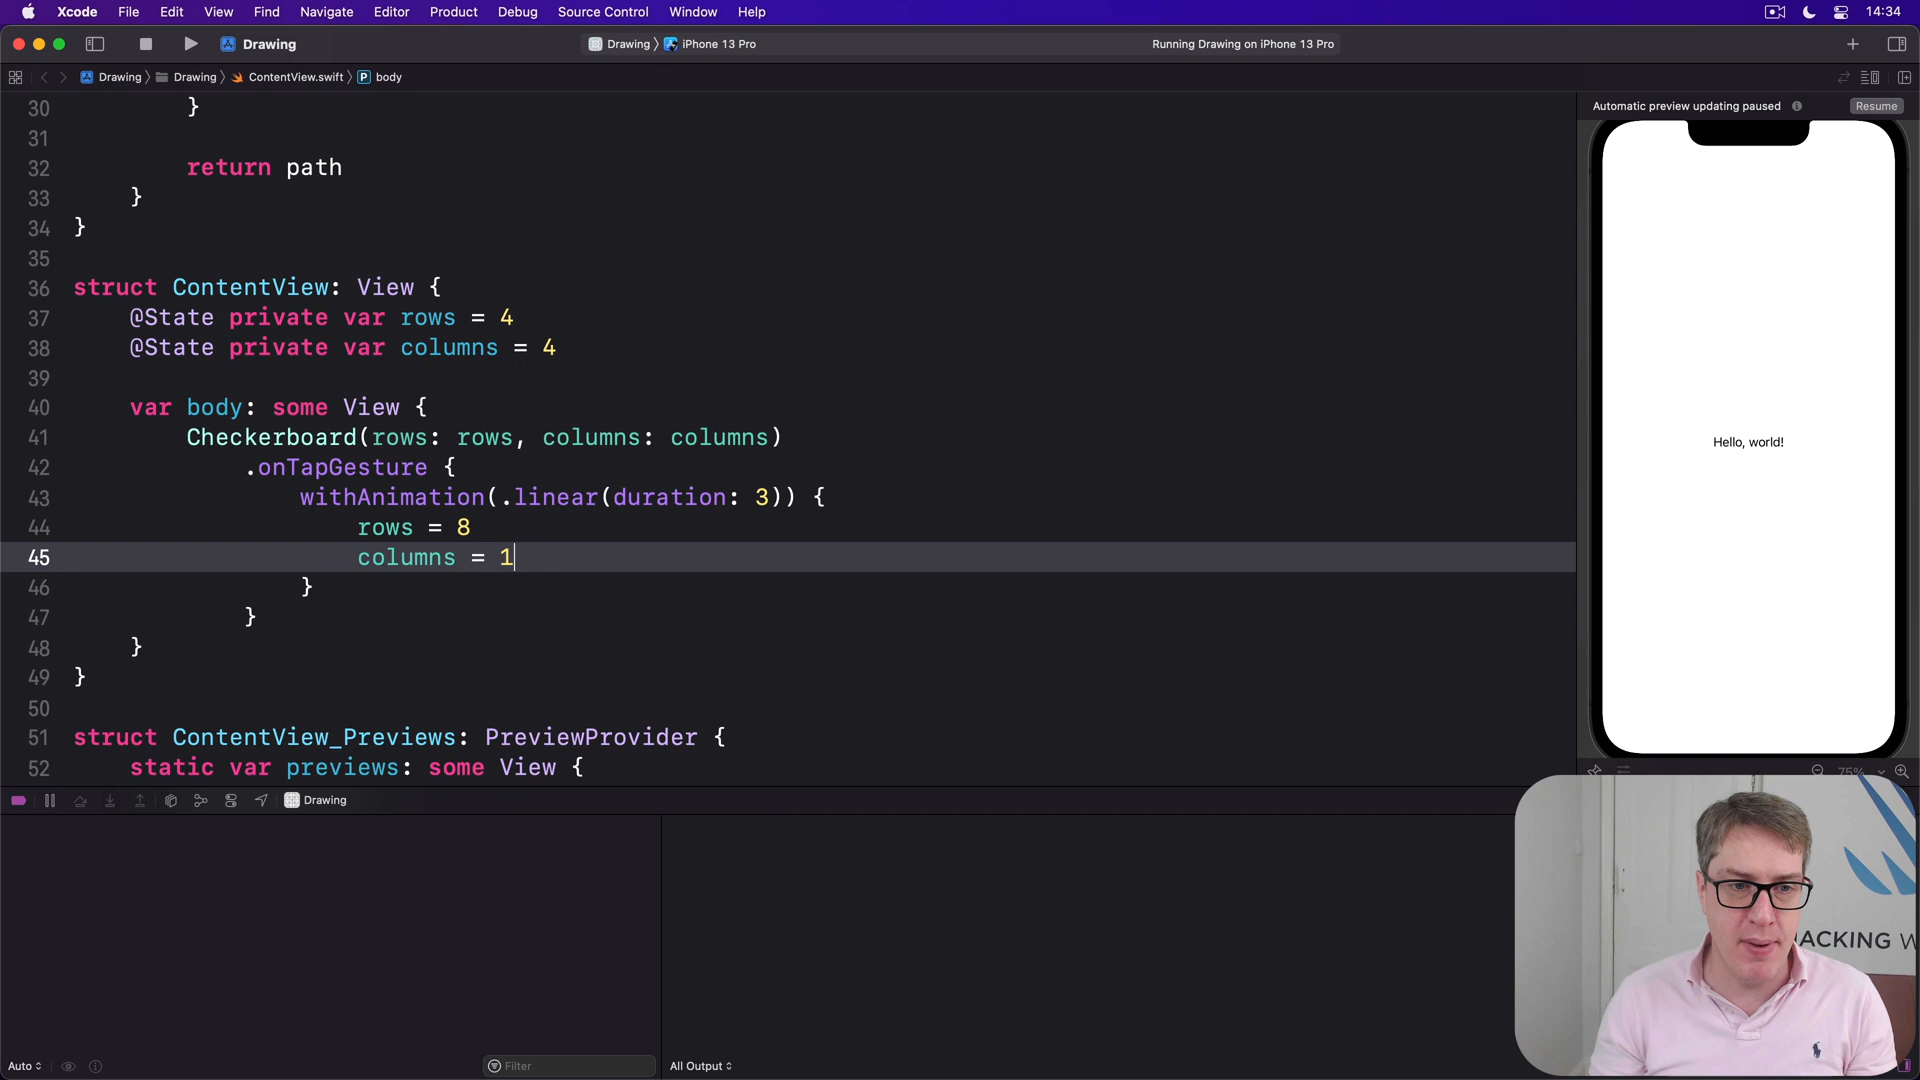 Xcode File Edit View Find Navigate Editor Product Debug Source Control Window Help 14:34
Drawing Drawing iPhone 13 Pro Running Drawing on iPhone 13 Pro
Drawing Drawing ContentView.swift P body
Automatic preview updating paused Resume
30 }
31
32 return path
33 }
34 }
35
36 struct ContentView: View {
37 @State private var rows = 4
38 @State private var columns = 4
39
40 var body: some View {
41 Checkerboard(rows: rows, columns: columns)
42 .onTapGesture {
43 withAnimation(.linear(duration: 3)) {
44 rows = 8
45 columns = 1
46 }
47 }
48 }
49 }
50
51 struct ContentView_Previews: PreviewProvider {
52 static var previews: some View {
Hello, world!
75%
Drawing
ACKING W
Auto Filter All Output